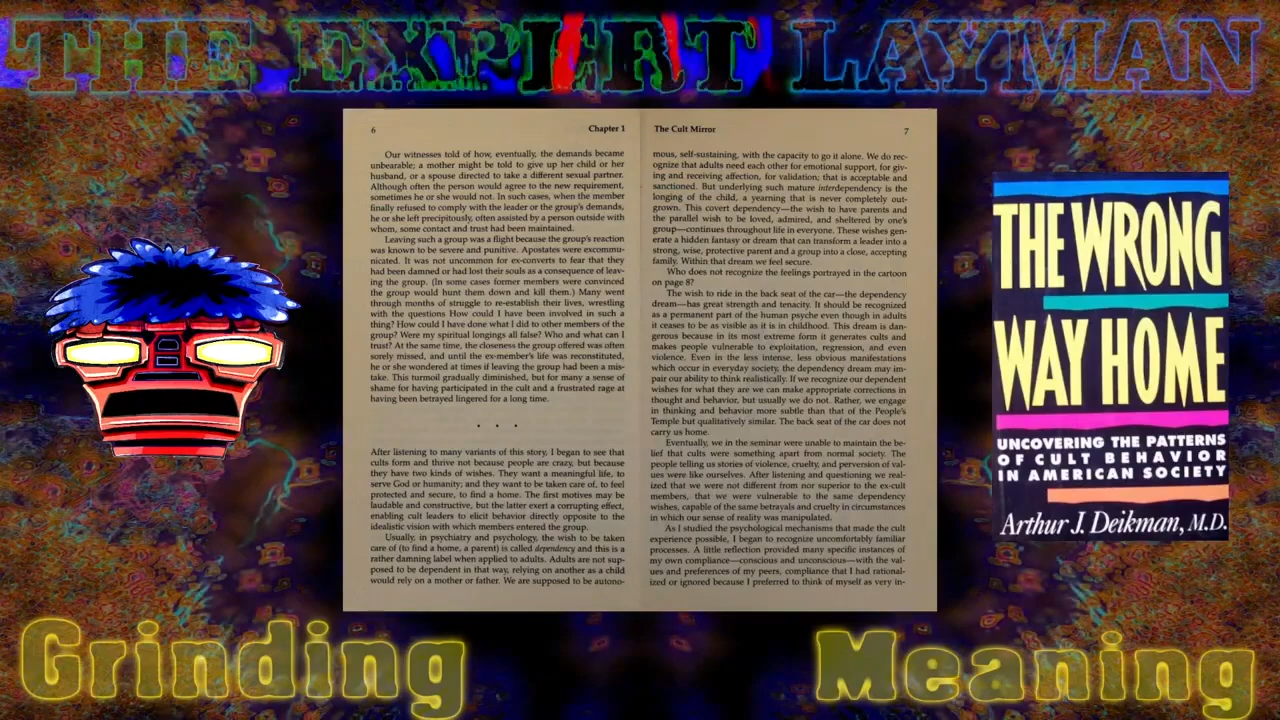 THE EXPERT LAYMAN
6 Chapter 1
Our witnesses told of how, eventually, the demands became
unbearable; a mother might be told to give up her child or her
husband, or a spouse directed to take a different sexual partner.
Although often the person would agree to the new requirement,
sometimes he or she would not. In such cases, when the member
finally refused to comply with the leader or the group's demands,
he or she left precipitously, often assisted by a person outside with
whom, some contact and trust had been maintained.
Leaving such a group was a flight because the group's reaction
was known to be severe and punitive. Apostates were excommu-
nicated. It was not uncommon for ex-converts to fear that they
had been damned or had lost their souls as a consequence of leav-
ing the group. (In some cases former members were convinced
the group would hunt them down and kill them.) Many went
through months of struggle to re-establish their lives, wrestling
with the questions How could I have been involved in such a
thing? How could I have done what I did to other members of the
group? Were my spiritual longings all false? Who and what can I
trust? At the same time, the closeness the group offered was often
sorely missed, and until the ex-member's life was reconstituted,
he or she wondered at times if leaving the group had been a mis-
take. This turmoil gradually diminished, but for many a sense of
shame for having participated in the cult and a frustrated rage at
having been betrayed lingered for a long time.
• • •
After listening to many variants of this story, I began to see that
cults form and thrive not because people are crazy, but because
they have two kinds of wishes. They want a meaningful life, to
serve God or humanity; and they want to be taken care of, to feel
protected and secure, to find a home. The first motives may be
laudable and constructive, but the latter exert a corrupting effect,
enabling cult leaders to elicit behavior directly opposite to the
idealistic vision with which members entered the group.
Usually, in psychiatry and psychology, the wish to be taken
care of (to find a home, a parent) is called dependency and this is a
rather damning label when applied to adults. Adults are not sup-
posed to be dependent in that way, relying on another as a child
would rely on a mother or father. We are supposed to be autono-
The Cult Mirror 7
mous, self-sustaining, with the capacity to go it alone. We do rec-
ognize that adults need each other for emotional support, for giv-
ing and receiving affection, for validation; that is acceptable and
sanctioned. But underlying such mature interdependency is the
longing of the child, a yearning that is never completely out-
grown. This covert dependency—the wish to have parents and
the parallel wish to be loved, admired, and sheltered by one's
group—continues throughout life in everyone. These wishes gen-
erate a hidden fantasy or dream that can transform a leader into a
strong, wise, protective parent and a group into a close, accepting
family. Within that dream we feel secure.
Who does not recognize the feelings portrayed in the cartoon
on page 8?
The wish to ride in the back seat of the car—the dependency
dream—has great strength and tenacity. It should be recognized
as a permanent part of the human psyche even though in adults
it ceases to be as visible as it is in childhood. This dream is dan-
gerous because in its most extreme form it generates cults and
makes people vulnerable to exploitation, regression, and even
violence. Even in the less intense, less obvious manifestations
which occur in everyday society, the dependency dream may im-
pair our ability to think realistically. If we recognize our dependent
wishes for what they are we can make appropriate corrections in
thought and behavior, but usually we do not. Rather, we engage
in thinking and behavior more subtle than that of the People's
Temple but qualitatively similar. The back seat of the car does not
carry us home.
Eventually, we in the seminar were unable to maintain the be-
lief that cults were something apart from normal society. The
people telling us stories of violence, cruelty, and perversion of val-
ues were like ourselves. After listening and questioning we real-
ized that we were not different from nor superior to the ex-cult
members, that we were vulnerable to the same dependency
wishes, capable of the same betrayals and cruelty in circumstances
in which our sense of reality was manipulated.
As I studied the psychological mechanisms that made the cult
experience possible, I began to recognize uncomfortably familiar
processes. A little reflection provided many specific instances of
my own compliance—conscious and unconscious—with the val-
ues and preferences of my peers, compliance that I had rational-
ized or ignored because I preferred to think of myself as very in-
THE WRONG
WAY HOME
UNCOVERING THE PATTERNS
OF CULT BEHAVIOR
IN AMERICAN SOCIETY
Arthur J. Deikman, M.D.
Grinding Meaning